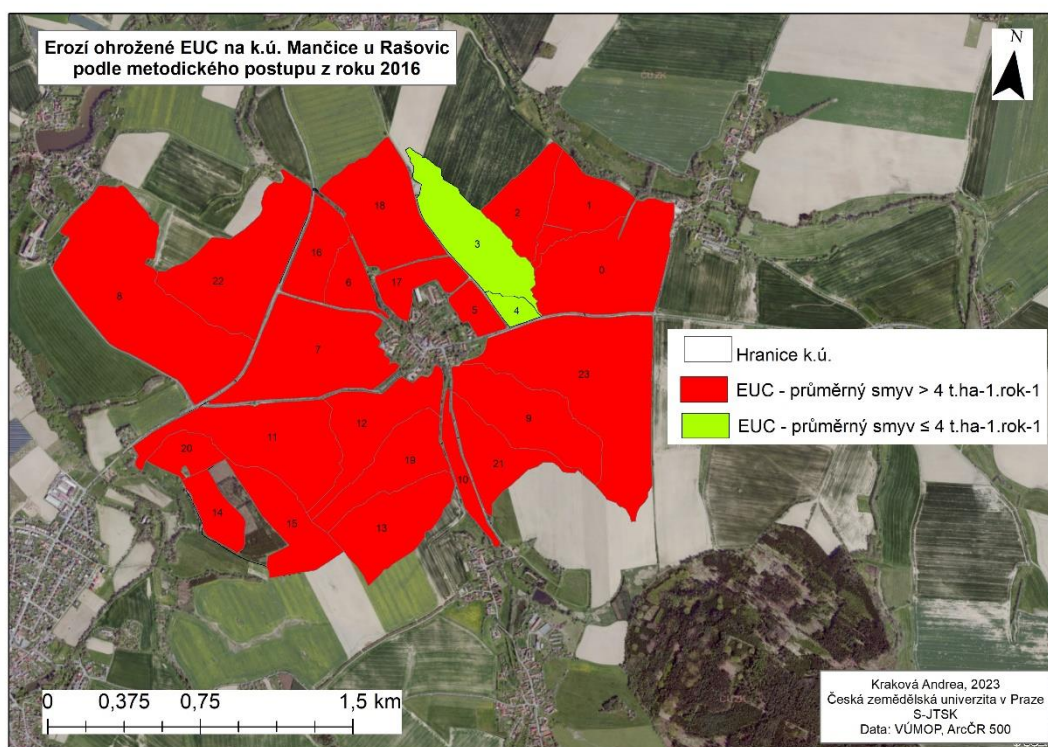 Erozí ohrožené EUC na k.ú. Mančice u Rašovic
podle metodického postupu z roku 2016
N
18
2
1
3
22
16
0
8
6
17
5
4
7
Hranice k.ú.
23
EUC - průměrný smyv > 4 t.ha-1.rok-1
EUC - průměrný smyv ≤ 4 t.ha-1.rok-1
12
9
11
20
19
21
10
14
15
13
0 0,375 0,75 1,5 km
Kraková Andrea, 2023
Česká zemědělská univerzita v Praze
S-JTSK
Data: VÚMOP, ArcČR 500